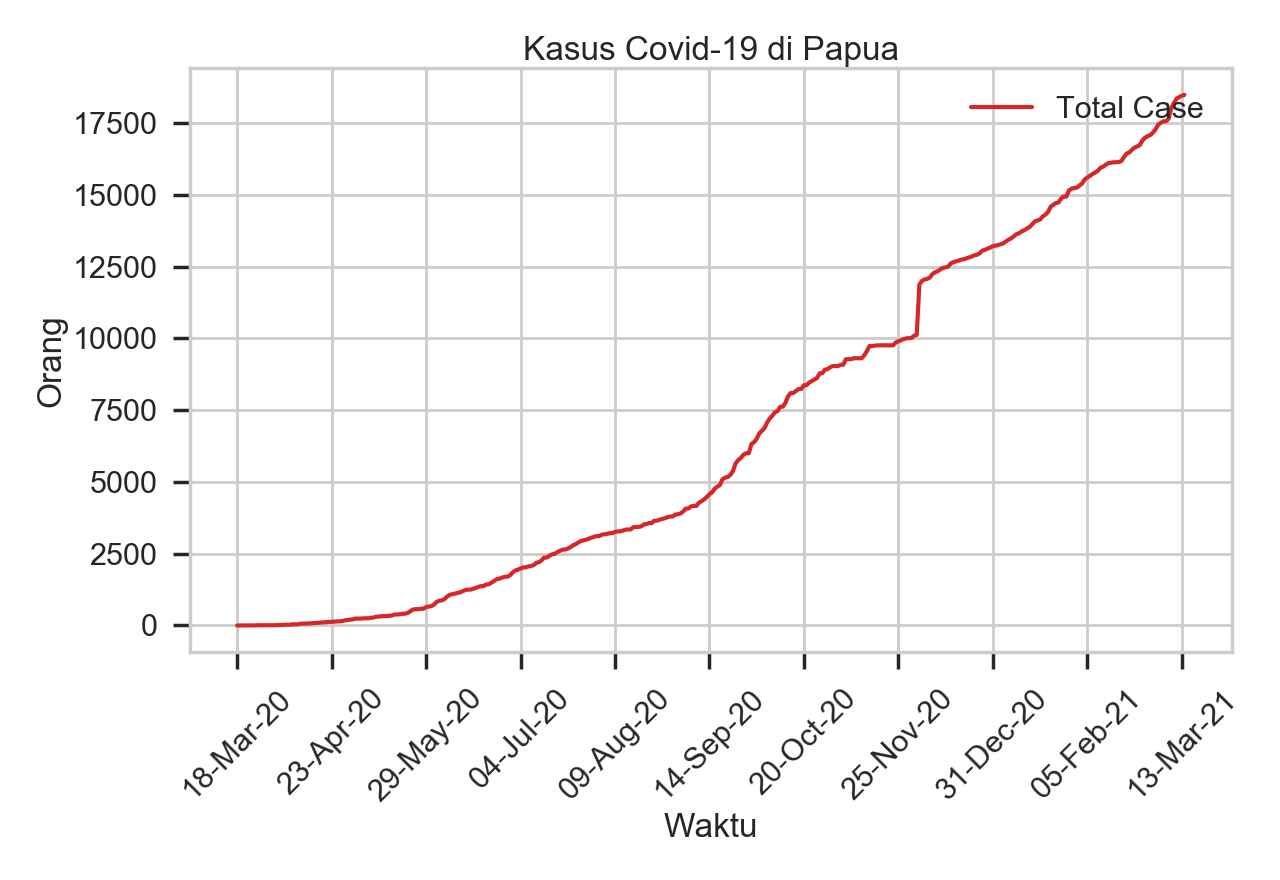 Kasus Covid-19 di Papua
Total Case
17500
15000
12500
10000
7500
5000
2500
0
Orang
18-Mar-20
23-Apr-20
29-May-20
04-Jul-20
09-Aug-20
14-Sep-20
20-Oct-20
25-Nov-20
31-Dec-20
05-Feb-21
13-Mar-21
Waktu